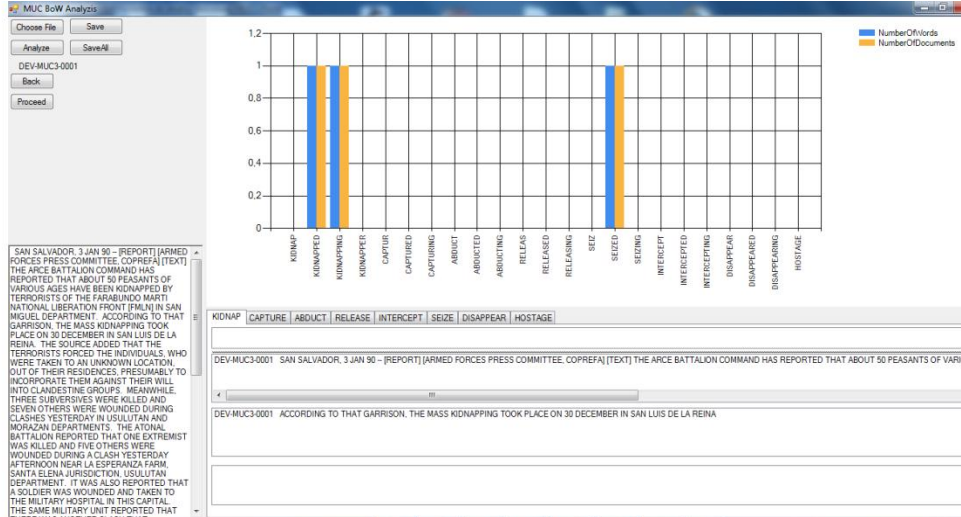 MUC BoW Analyzis
Choose File Save
Analyze SaveAll
DEV-MUC3-0001
Back
Proceed
1,2
1
0,8
0,6
0,4
0,2
0
KIDNAP
KIDNAPPED
KIDNAPPING
KIDNAPPER
CAPTUR
CAPTURED
CAPTURING
ABDUCT
ABDUCTED
ABDUCTING
RELEAS
RELEASED
RELEASING
SEIZ
SEIZED
SEIZING
INTERCEPT
INTERCEPTED
INTERCEPTING
DISAPPEAR
DISAPPEARED
DISAPPEARING
HOSTAGE
NumberOfWords
NumberOfDocuments
SAN SALVADOR, 3 JAN 90 – [REPORT] [ARMED
FORCES PRESS COMMITTEE, COPREFA] [TEXT]
THE ARCE BATTALION COMMAND HAS
REPORTED THAT ABOUT 50 PEASANTS OF
VARIOUS AGES HAVE BEEN KIDNAPPED BY
TERRORISTS OF THE FARABUNDO MARTI
NATIONAL LIBERATION FRONT [FMLN] IN SAN
MIGUEL DEPARTMENT. ACCORDING TO THAT
GARRISON, THE MASS KIDNAPPING TOOK
PLACE ON 30 DECEMBER IN SAN LUIS DE LA
REINA. THE SOURCE ADDED THAT THE
TERRORISTS FORCED THE INDIVIDUALS, WHO
WERE TAKEN TO AN UNKNOWN LOCATION,
OUT OF THEIR RESIDENCES, PRESUMABLY TO
INCORPORATE THEM AGAINST THEIR WILL
INTO CLANDESTINE GROUPS. MEANWHILE,
THREE SUBVERSIVES WERE KILLED AND
SEVEN OTHERS WERE WOUNDED DURING
CLASHES YESTERDAY IN USULUTAN AND
MORAZAN DEPARTMENTS. THE ATONAL
BATTALION REPORTED THAT ONE EXTREMIST
WAS KILLED AND FIVE OTHERS WERE
WOUNDED DURING A CLASH YESTERDAY
AFTERNOON NEAR LA ESPERANZA FARM,
SANTA ELENA JURISDICTION, USULUTAN
DEPARTMENT. IT WAS ALSO REPORTED THAT
A SOLDIER WAS WOUNDED AND TAKEN TO
THE MILITARY HOSPITAL IN THIS CAPITAL.
THE SAME MILITARY UNIT REPORTED THAT
KIDNAP CAPTURE ABDUCT RELEASE INTERCEPT SEIZE DISAPPEAR HOSTAGE
DEV-MUC3-0001 SAN SALVADOR, 3 JAN 90 – [REPORT] [ARMED FORCES PRESS COMMITTEE, COPREFA] [TEXT] THE ARCE BATTALION COMMAND HAS REPORTED THAT ABOUT 50 PEASANTS OF VARI
DEV-MUC3-0001 ACCORDING TO THAT GARRISON, THE MASS KIDNAPPING TOOK PLACE ON 30 DECEMBER IN SAN LUIS DE LA REINA